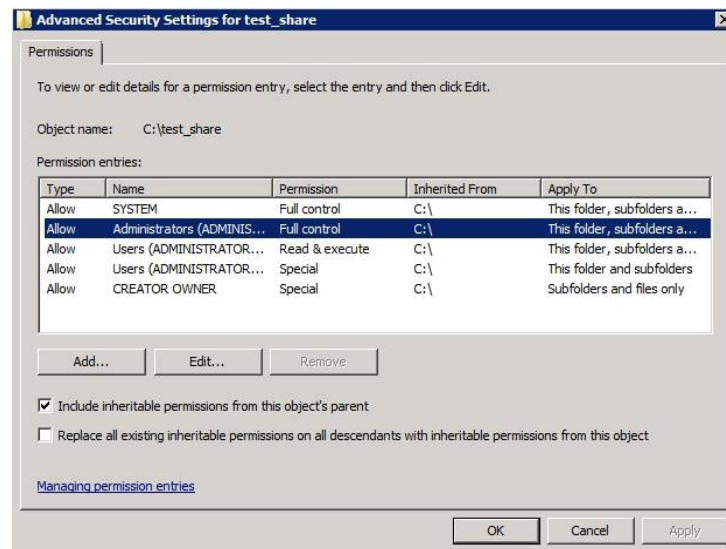 Advanced Security Settings for test_share
Permissions
To view or edit details for a permission entry, select the entry and then click Edit.
Object name: C:\test_share
Permission entries:
Type Name Permission Inherited From Apply To
Allow SYSTEM Full control C:\ This folder, subfolders a...
Allow Administrators (ADMINIS... Full control C:\ This folder, subfolders a...
Allow Users (ADMINISTRATOR... Read & execute C:\ This folder, subfolders a...
Allow Users (ADMINISTRATOR... Special C:\ This folder and subfolders
Allow CREATOR OWNER Special C:\ Subfolders and files only
Add... Edit... Remove
Include inheritable permissions from this object's parent
Replace all existing inheritable permissions on all descendants with inheritable permissions from this object
Managing permission entries
OK Cancel Apply